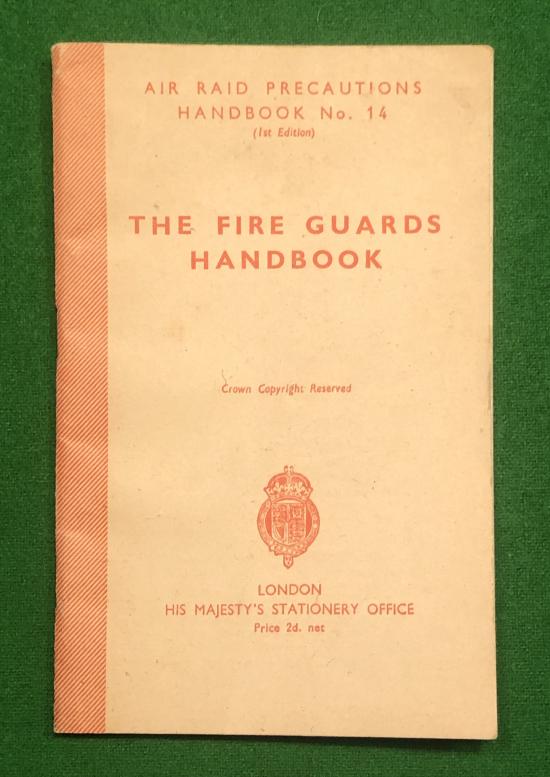 AIR RAID PRECAUTIONS
HANDBOOK No. 14
(1st Edition)
THE FIRE GUARDS
HANDBOOK
Crown Copyright Reserved
LONDON
HIS MAJESTY'S STATIONERY OFFICE
Price 2d. net